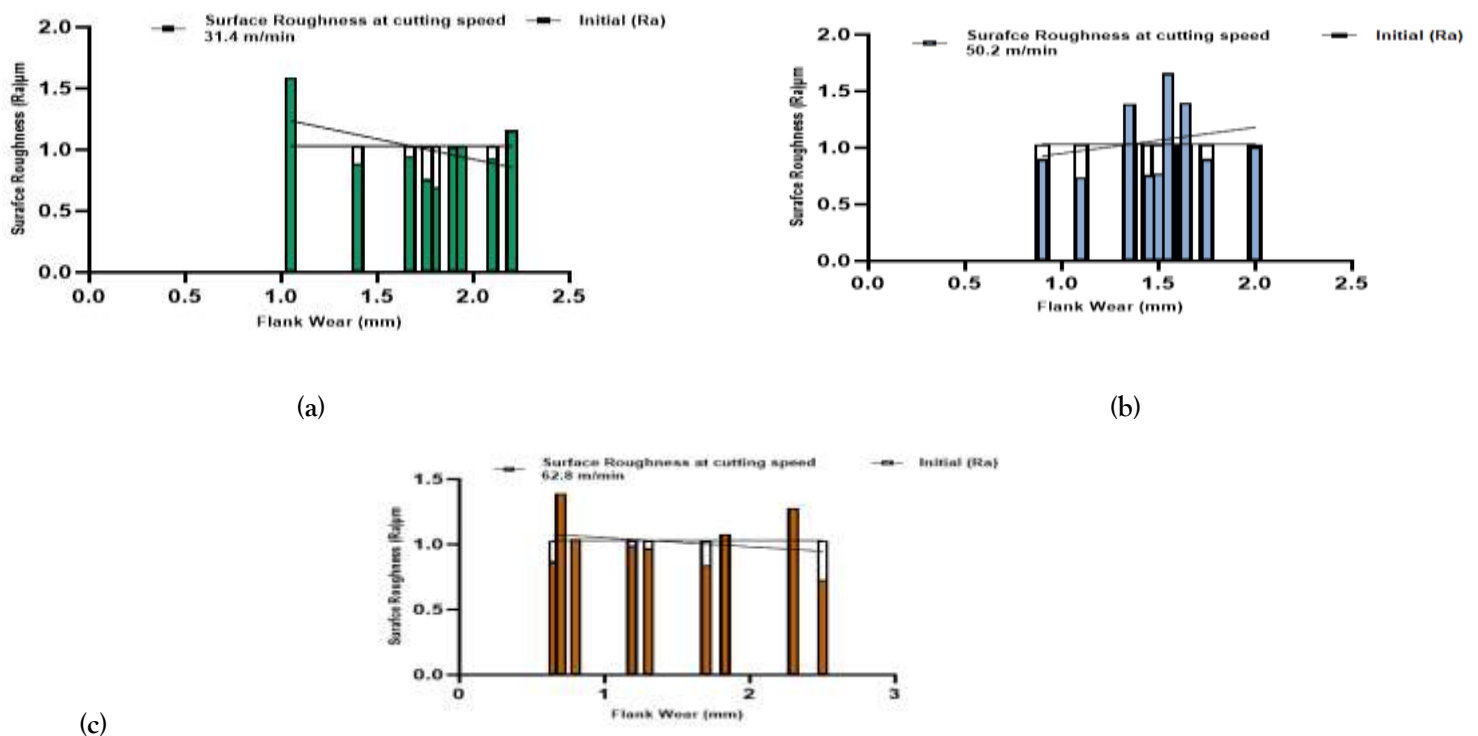 Surface Roughness at cutting speed
31.4 m/min
Initial (Ra)
Surafce Roughness (Ra)µm
2.0
1.5
1.0
0.5
0.0
0.0 0.5 1.0 1.5 2.0 2.5
Flank Wear (mm)
(a)
Surafce Roughness at cutting speed
50.2 m/min
Initial (Ra)
Surafce Roughness (Ra)µm
2.0
1.5
1.0
0.5
0.0
0.0 0.5 1.0 1.5 2.0 2.5
Flank Wear (mm)
(b)
Surface Roughness at cutting speed
62.8 m/min
Initial (Ra)
Surafce Roughness (Ra)µm
1.5
1.0
0.5
0.0
0 1 2 3
Flank Wear (mm)
(c)